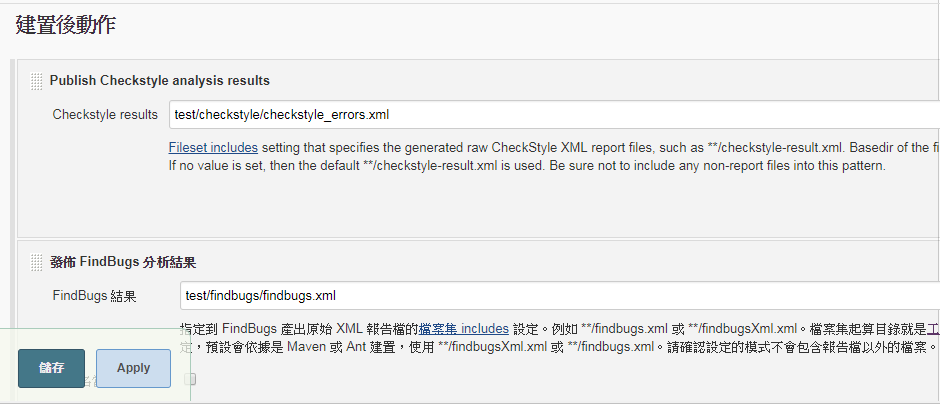 建置後動作
Publish Checkstyle analysis results
Checkstyle results
test/checkstyle/checkstyle_errors.xml
Fileset includes setting that specifies the generated raw CheckStyle XML report files, such as **/checkstyle-result.xml. Basedir of the fi
If no value is set, then the default **/checkstyle-result.xml is used. Be sure not to include any non-report files into this pattern.
發佈 FindBugs 分析結果
FindBugs 結果
test/findbugs/findbugs.xml
指定到 FindBugs 產出原始 XML 報告檔的檔案集 includes 設定。例如 **/findbugs.xml 或 **/findbugsXml.xml。檔案集起算目錄就是工
定，預設會依據是 Maven 或 Ant 建置，使用 **/findbugsXml.xml 或 **/findbugs.xml。請確認設定的模式不會包含報告檔以外的檔案。
儲存
Apply